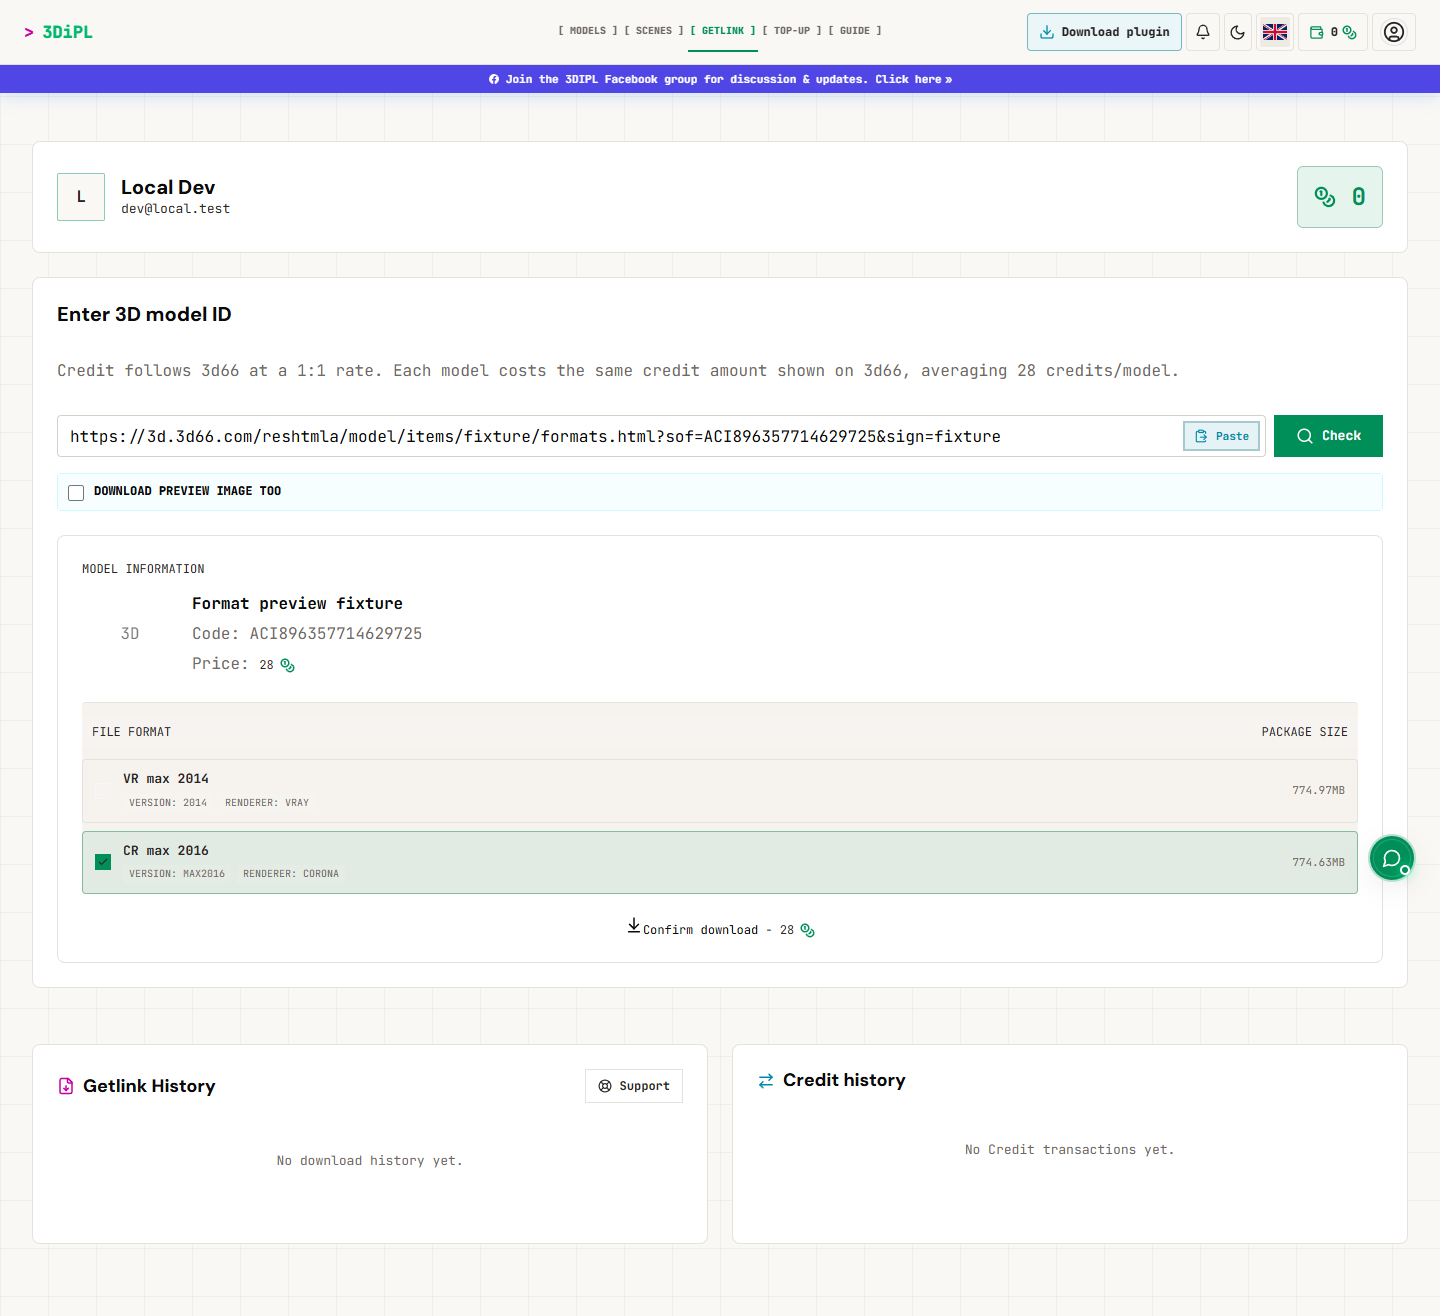 > 3DiPL
[ MODELS ] [ SCENES ] [ GETLINK ] [ TOP-UP ] [ GUIDE ]
Download plugin
0
Join the 3DIPL Facebook group for discussion & updates. Click here »
L
Local Dev
dev@local.test
0
Enter 3D model ID
Credit follows 3d66 at a 1:1 rate. Each model costs the same credit amount shown on 3d66, averaging 28 credits/model.
https://3d.3d66.com/reshtmla/model/items/fixture/formats.html?sof=ACI896357714629725&sign=fixture
Paste
Check
DOWNLOAD PREVIEW IMAGE TOO
MODEL INFORMATION
3D
Format preview fixture
Code: ACI896357714629725
Price: 28
FILE FORMAT
PACKAGE SIZE
VR max 2014
VERSION: 2014
RENDERER: VRAY
774.97MB
CR max 2016
VERSION: MAX2016
RENDERER: CORONA
774.63MB
Confirm download - 28
Getlink History
Support
No download history yet.
Credit history
No Credit transactions yet.